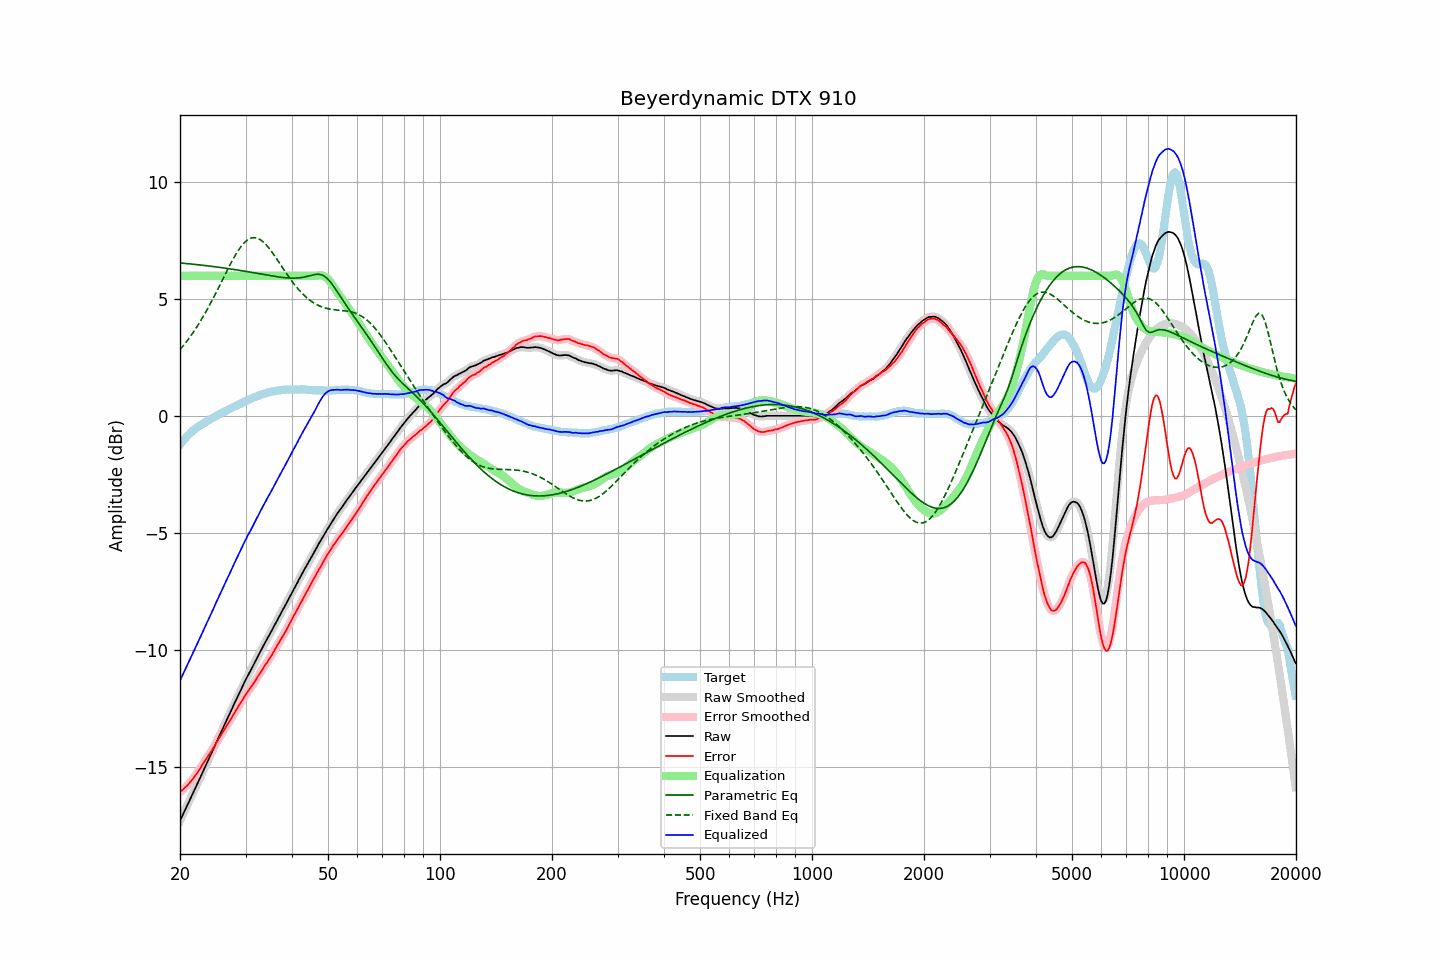 Beyerdynamic DTX 910
Amplitude (dBr)
10
5
0
−5
−10
−15
Target
Raw Smoothed
Error Smoothed
Raw
Error
Equalization
Parametric Eq
Fixed Band Eq
Equalized
20 50 100 200 500 1000 2000 5000 10000 20000
Frequency (Hz)